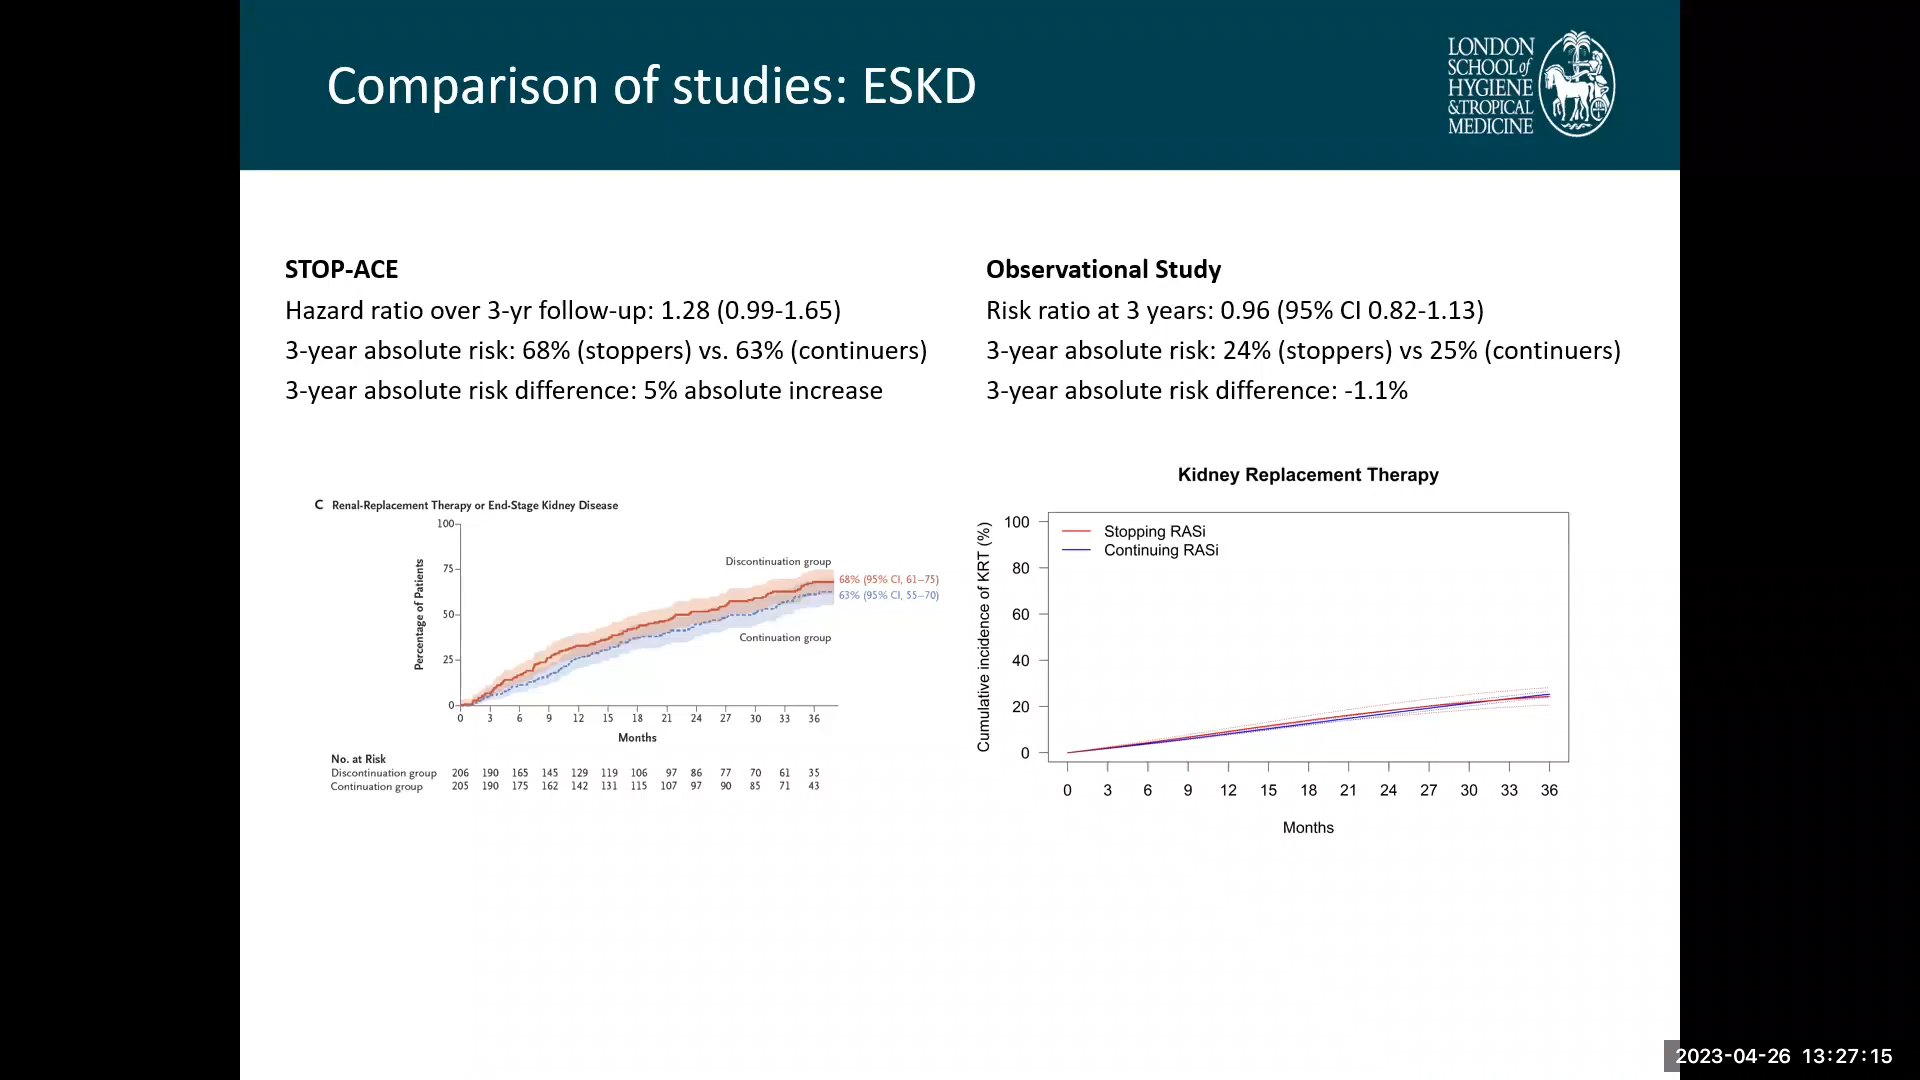 Comparison of studies: ESKD
LONDON
SCHOOL of
HYGIENE
& TROPICAL
MEDICINE
STOP-ACE
Hazard ratio over 3-yr follow-up: 1.28 (0.99-1.65)
3-year absolute risk: 68% (stoppers) vs. 63% (continuers)
3-year absolute risk difference: 5% absolute increase
C Renal-Replacement Therapy or End-Stage Kidney Disease
Percentage of Patients
100
75
50
25
0
Discontinuation group
68% (95% CI, 61–75)
63% (95% CI, 55–70)
Continuation group
0 3 6 9 12 15 18 21 24 27 30 33 36
Months
No. at Risk
Discontinuation group 206 190 165 145 129 119 106 97 86 77 70 61 35
Continuation group 205 190 175 162 142 131 115 107 97 90 85 71 43
Observational Study
Risk ratio at 3 years: 0.96 (95% CI 0.82-1.13)
3-year absolute risk: 24% (stoppers) vs 25% (continuers)
3-year absolute risk difference: -1.1%
Kidney Replacement Therapy
Cumulative incidence of KRT (%)
100
80
60
40
20
0
Stopping RASi
Continuing RASi
0 3 6 9 12 15 18 21 24 27 30 33 36
Months
2023-04-26 13:27:15